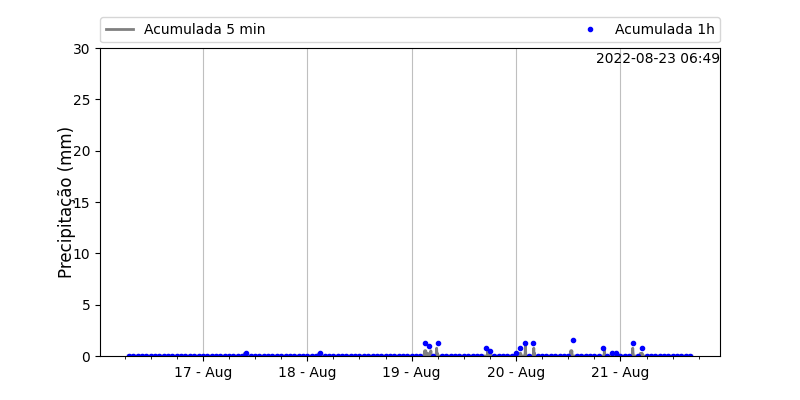 Acumulada 5 min
Acumulada 1h
2022-08-23 06:49
Precipitação (mm)
30
25
20
15
10
5
0
17 - Aug
18 - Aug
19 - Aug
20 - Aug
21 - Aug